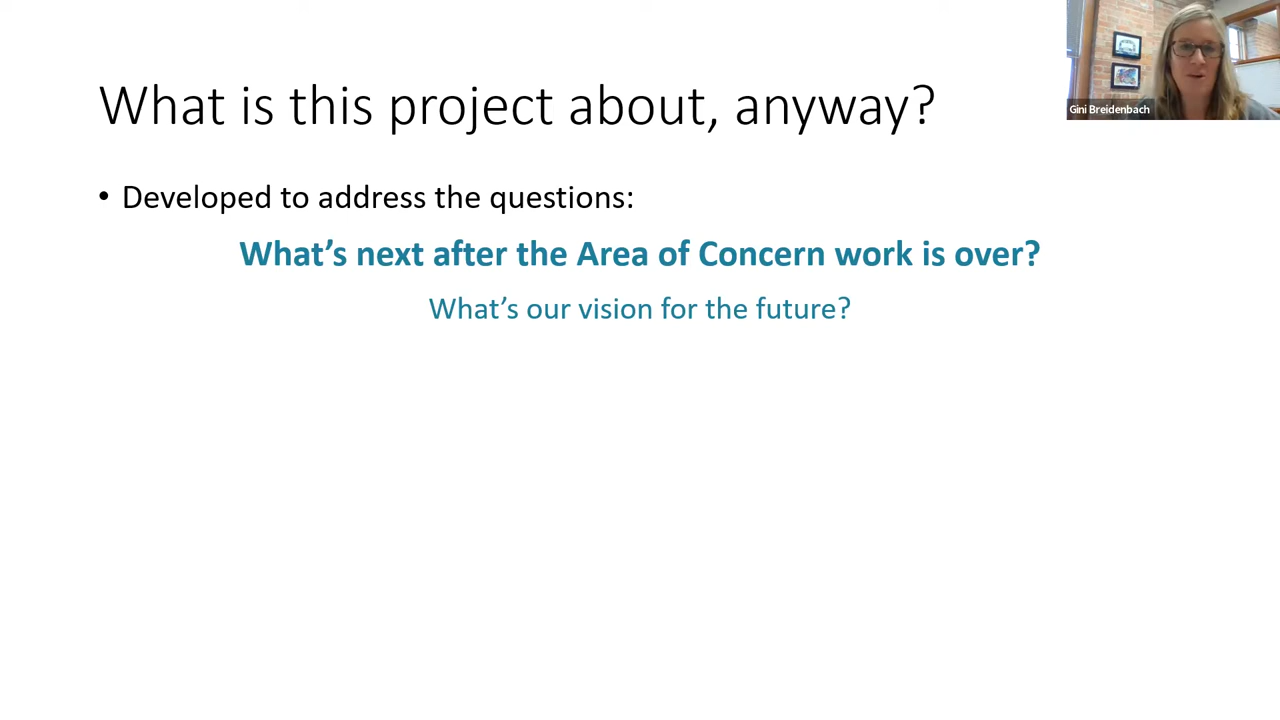 What is this project about, anyway?
Gini Breidenbach
• Developed to address the questions:
What’s next after the Area of Concern work is over?
What’s our vision for the future?